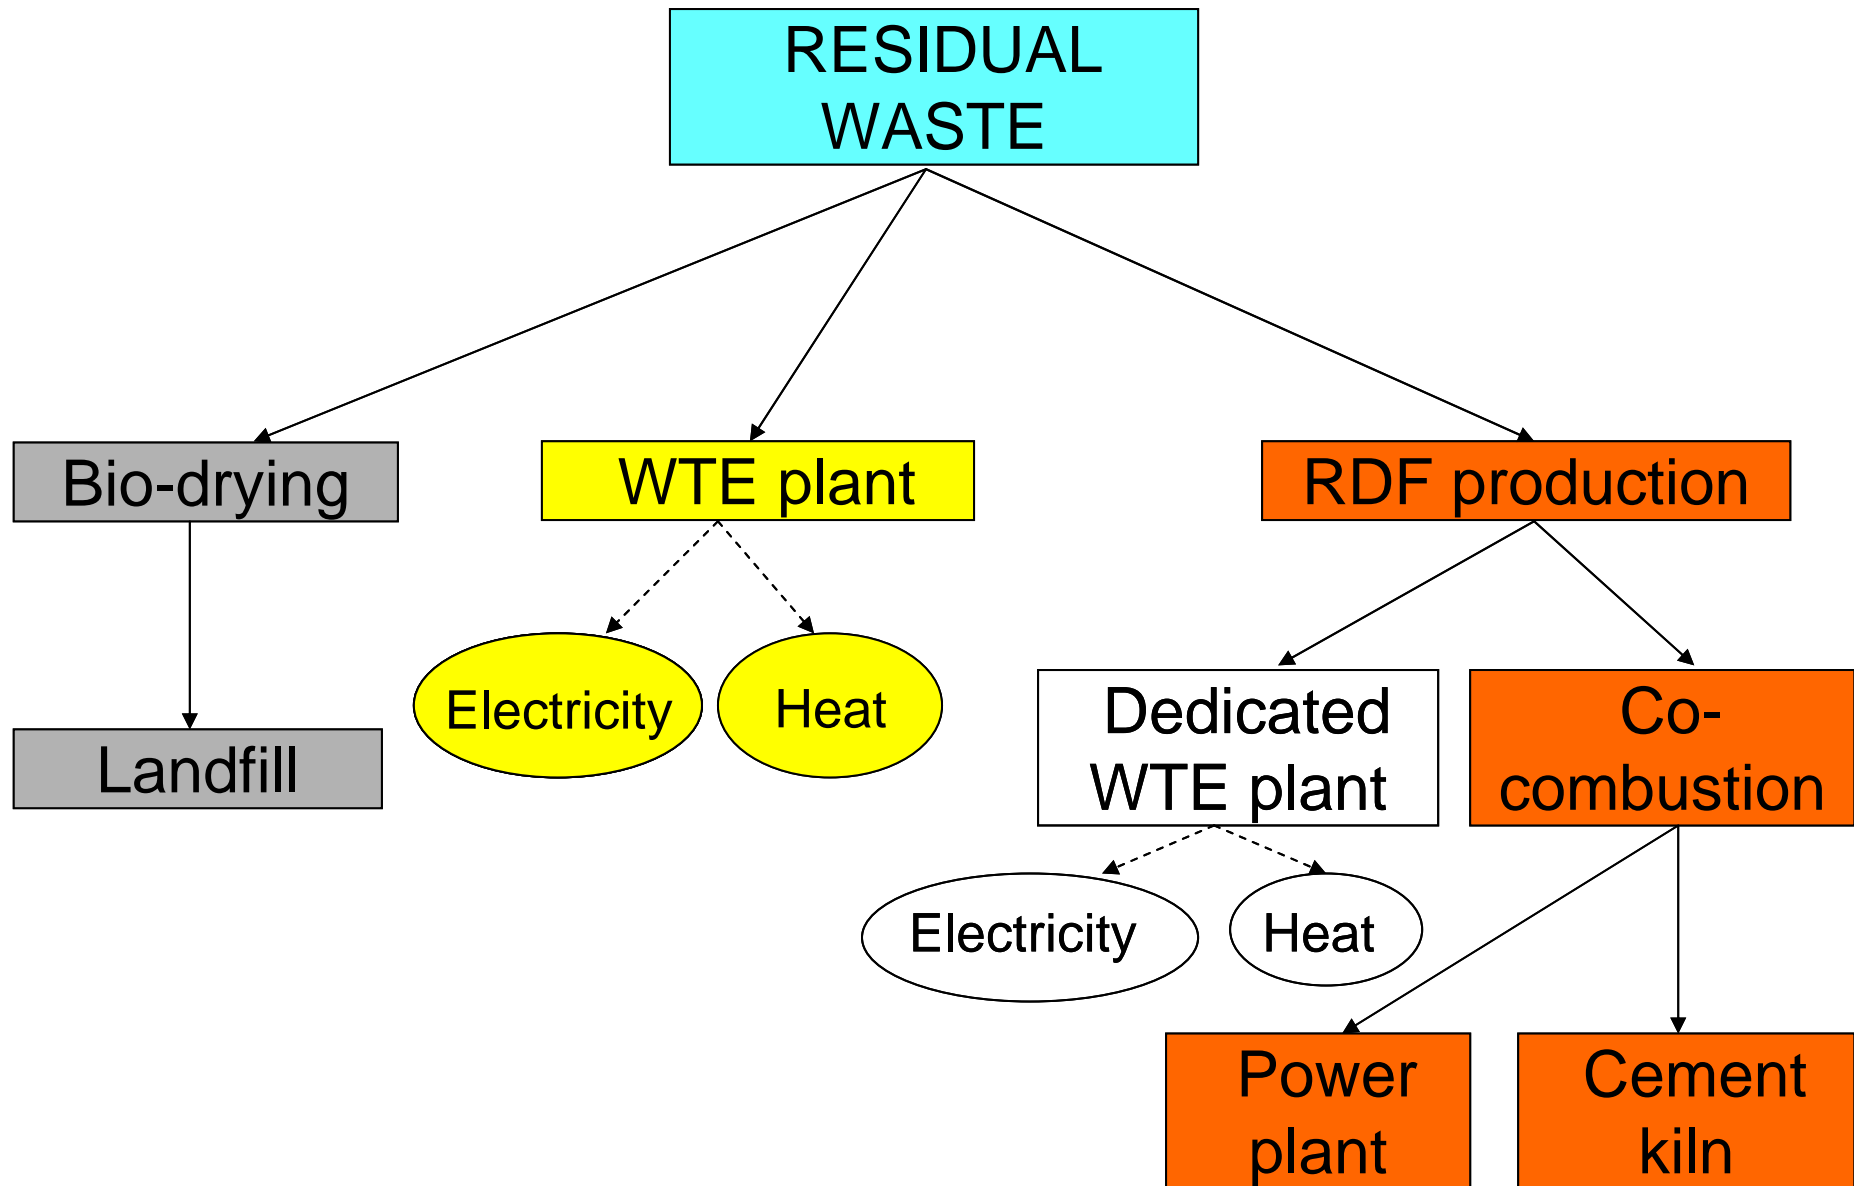 RESIDUAL
WASTE
Bio-drying
WTE plant
RDF production
Electricity
Heat
Landfill
Dedicated
WTE plant
Co-
combustion
Electricity
Heat
Power
plant
Cement
kiln